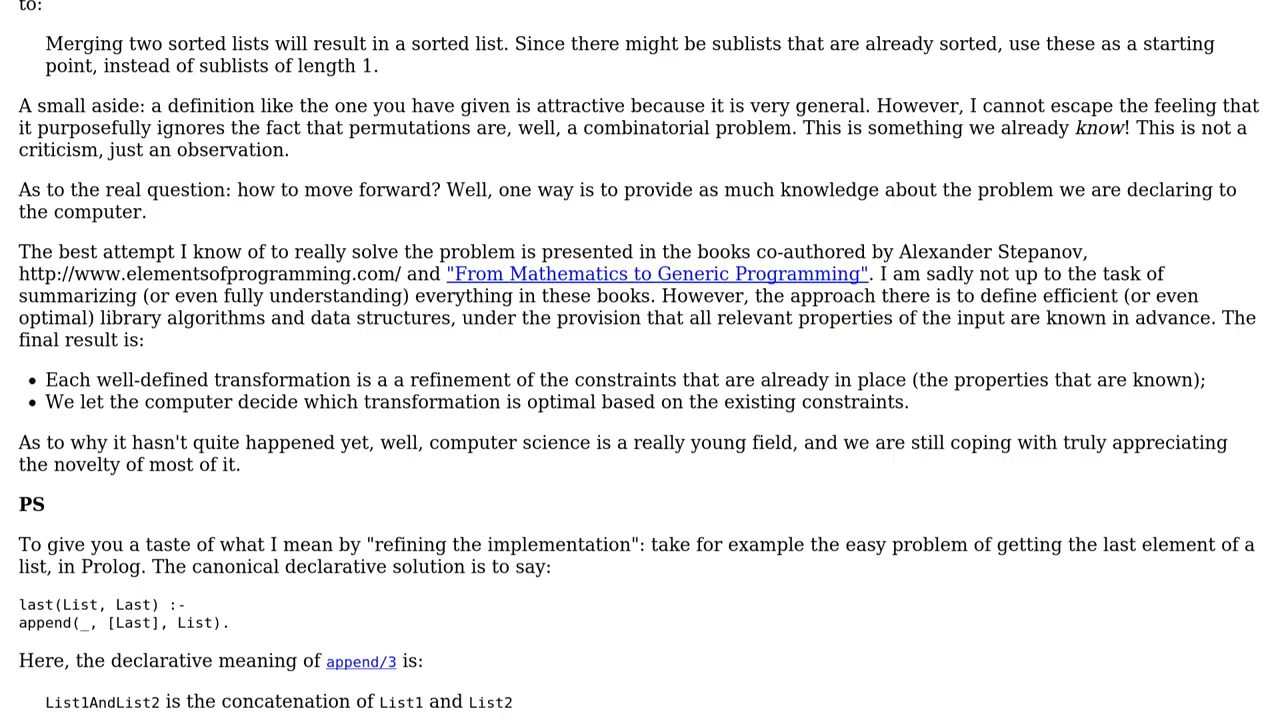 to:
Merging two sorted lists will result in a sorted list. Since there might be sublists that are already sorted, use these as a starting
point, instead of sublists of length 1.
A small aside: a definition like the one you have given is attractive because it is very general. However, I cannot escape the feeling that
it purposefully ignores the fact that permutations are, well, a combinatorial problem. This is something we already know! This is not a
criticism, just an observation.
As to the real question: how to move forward? Well, one way is to provide as much knowledge about the problem we are declaring to
the computer.
The best attempt I know of to really solve the problem is presented in the books co-authored by Alexander Stepanov,
http://www.elementsofprogramming.com/ and "From Mathematics to Generic Programming". I am sadly not up to the task of
summarizing (or even fully understanding) everything in these books. However, the approach there is to define efficient (or even
optimal) library algorithms and data structures, under the provision that all relevant properties of the input are known in advance. The
final result is:
• Each well-defined transformation is a a refinement of the constraints that are already in place (the properties that are known);
• We let the computer decide which transformation is optimal based on the existing constraints.
As to why it hasn't quite happened yet, well, computer science is a really young field, and we are still coping with truly appreciating
the novelty of most of it.
PS
To give you a taste of what I mean by "refining the implementation": take for example the easy problem of getting the last element of a
list, in Prolog. The canonical declarative solution is to say:
last(List, Last) :-
append(_, [Last], List).
Here, the declarative meaning of append/3 is:
List1AndList2 is the concatenation of List1 and List2